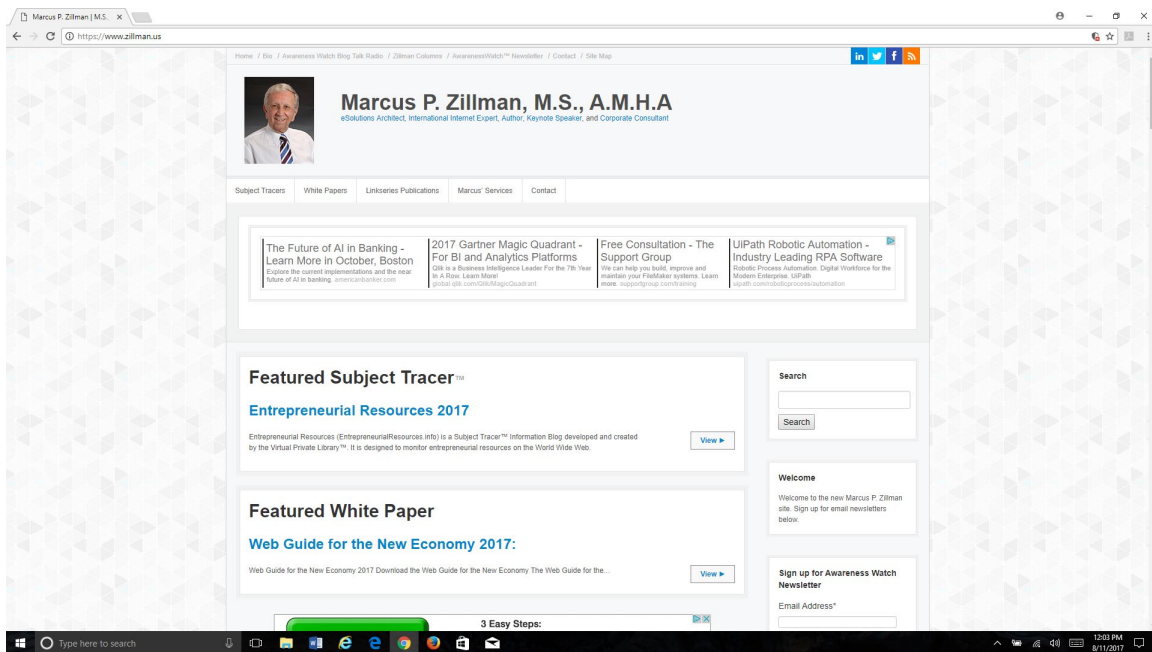 Marcus P. Zillman | M.S.
https://www.zillman.us
Home / Bio / Awareness Watch Blog Talk Radio / Zillman Columns / AwarenessWatch™ Newsletter / Contact / Site Map
Marcus P. Zillman, M.S., A.M.H.A
eSolutions Architect, International Internet Expert, Author, Keynote Speaker, and Corporate Consultant
Subject Tracers White Papers Linkseries Publications Marcus' Services Contact
The Future of AI in Banking -
Learn More in October, Boston
Explore the current implementations and the near
future of AI in banking. americanbanker.com
2017 Gartner Magic Quadrant -
For BI and Analytics Platforms
Qlik is a Business Intelligence Leader For the 7th Year
In A Row. Learn More!
global.qlik.com/Qlik/MagicQuadrant
Free Consultation - The
Support Group
We can help you build, improve and
maintain your FileMaker systems. Learn
more. supportgroup.com/training
UiPath Robotic Automation -
Industry Leading RPA Software
Robotic Process Automation. Digital Workforce for the
Modern Enterprise. UiPath
uipath.com/roboticprocess/automation
Featured Subject Tracer™
Entrepreneurial Resources 2017
Entrepreneurial Resources (EntrepreneurialResources.info) is a Subject Tracer™ Information Blog developed and created
by the Virtual Private Library™. It is designed to monitor entrepreneurial resources on the World Wide Web.
View ►
Featured White Paper
Web Guide for the New Economy 2017:
Web Guide for the New Economy 2017 Download the Web Guide for the New Economy The Web Guide for the...
View ►
3 Easy Steps:
Search
Search
Welcome
Welcome to the new Marcus P. Zillman
site. Sign up for email newsletters
below.
Sign up for Awareness Watch
Newsletter
Email Address*
Type here to search
12:03 PM
8/11/2017